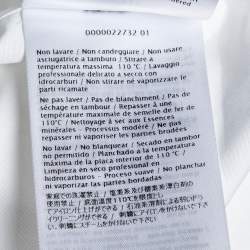 0000022732 01
Non lavare / Non candeggiare / Non usare
asciugatrice a tamburo / Stirare a
temperatura massima 110 °C / Lavaggio
professionale delicato a secco con
idrocarburi / Non stirare né vaporizzare le
parti ricamate
Ne pas laver / Pas de blanchiment / Pas de
séchage en tambour / Repasser à une
température maximale de semelle de fer de
110°C / Nettoyage à sec aux Essences
minérales - Processus modéré / Ne pas
repasser ni vaporiser les parties brodées
No lavar / No blanquear / Secado en tambor
no permitido / Planchado a la temperatura
máxima de la placa interior de 110°C /
Limpieza en seco profesional en
hidrocarburos - Proceso suave / No planchar
ni vaporizar las partes bordadas